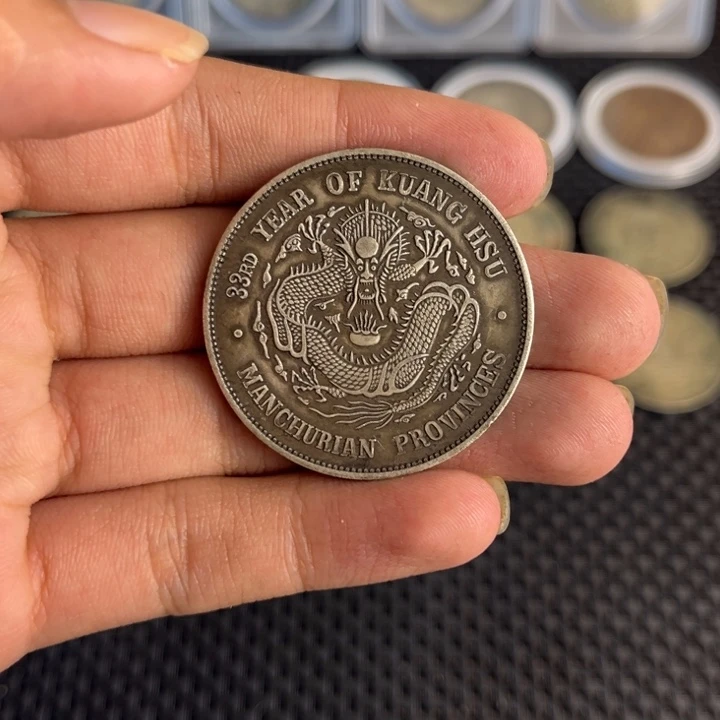 33RD YEAR OF KUANG HSU
MANCHURIAN PROVINCES